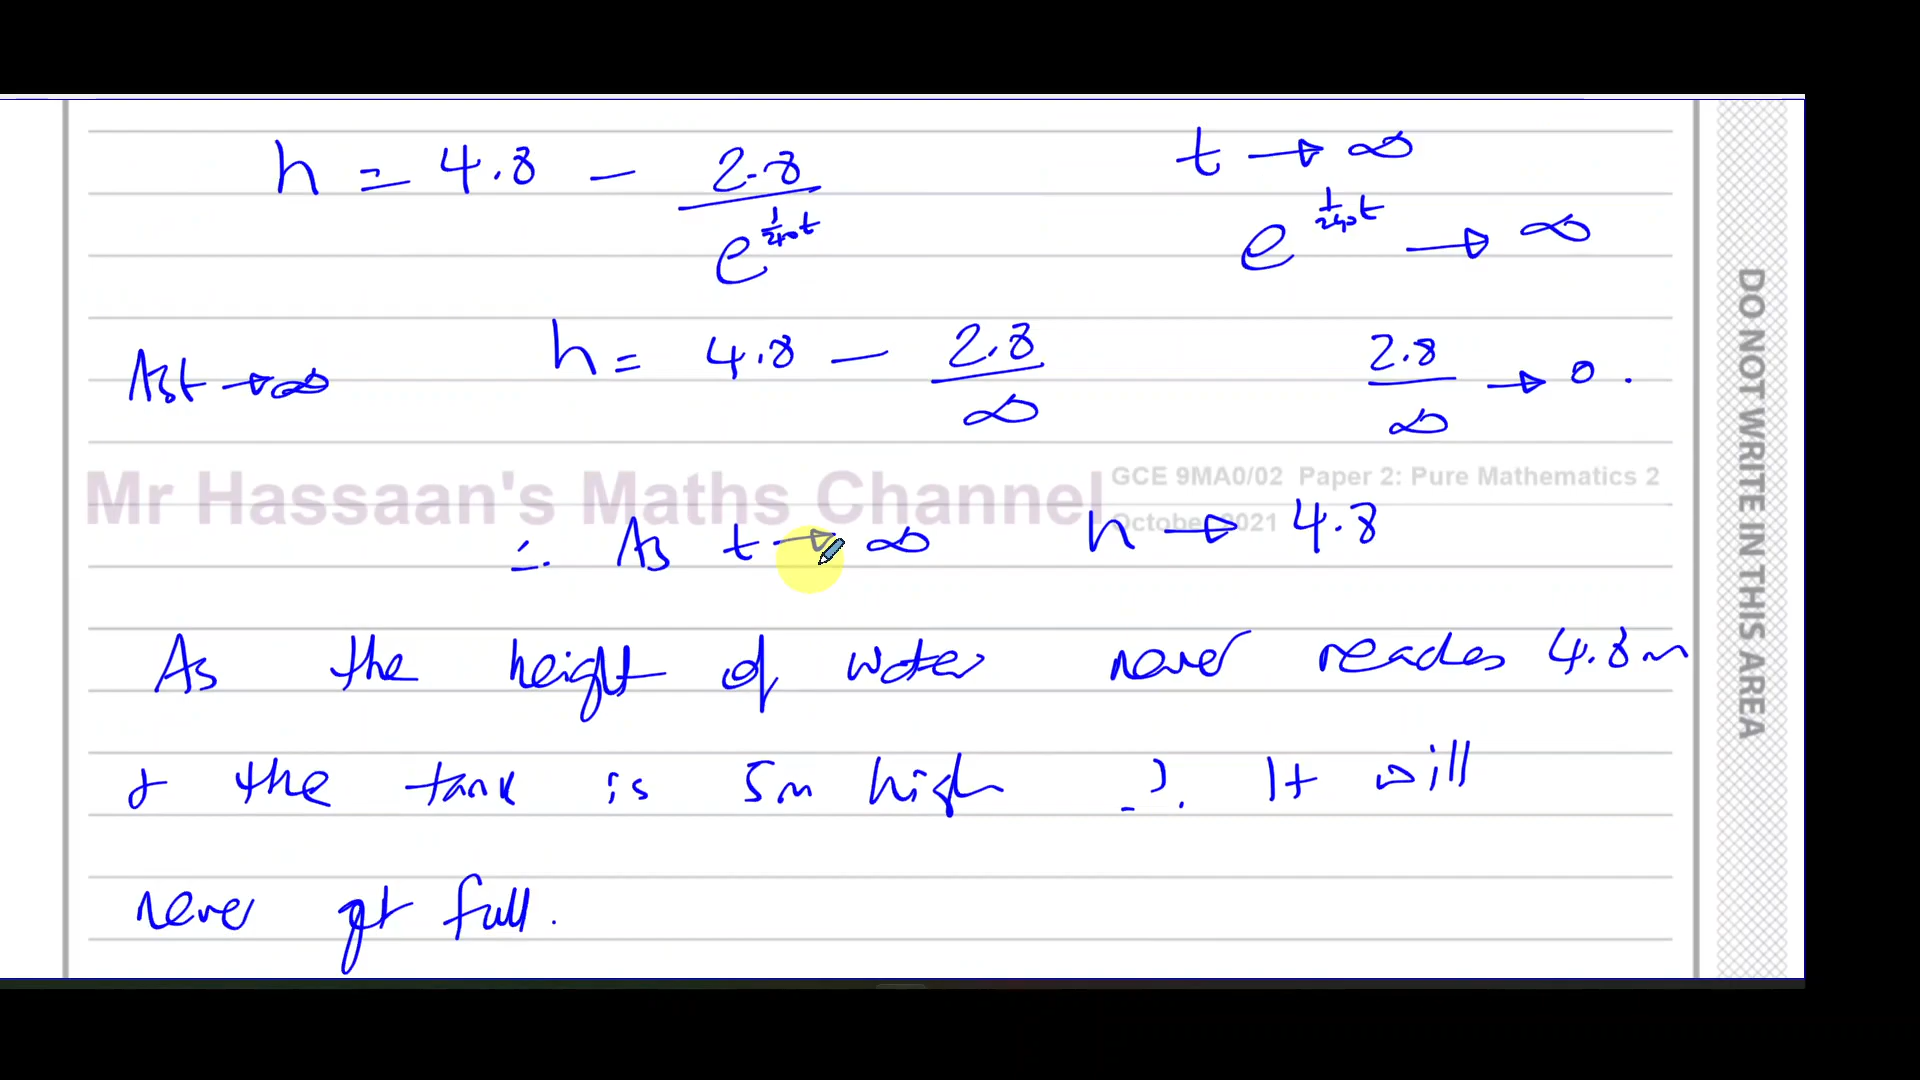 h = 4.8 - 2.8/e^(1/240 t) t → ∞
e^(1/240 t) → ∞
As t → ∞ h = 4.8 - 2.8/∞ 2.8/∞ → 0.
Mr Hassaan's Maths Channel GCE 9MA0/02 Paper 2: Pure Mathematics 2
October 2021
∴ As t → ∞ h → 4.8
As the height of water never reaches 4.8m
& the tank is 5m high ∴ It will
never get full.
DO NOT WRITE IN THIS AREA